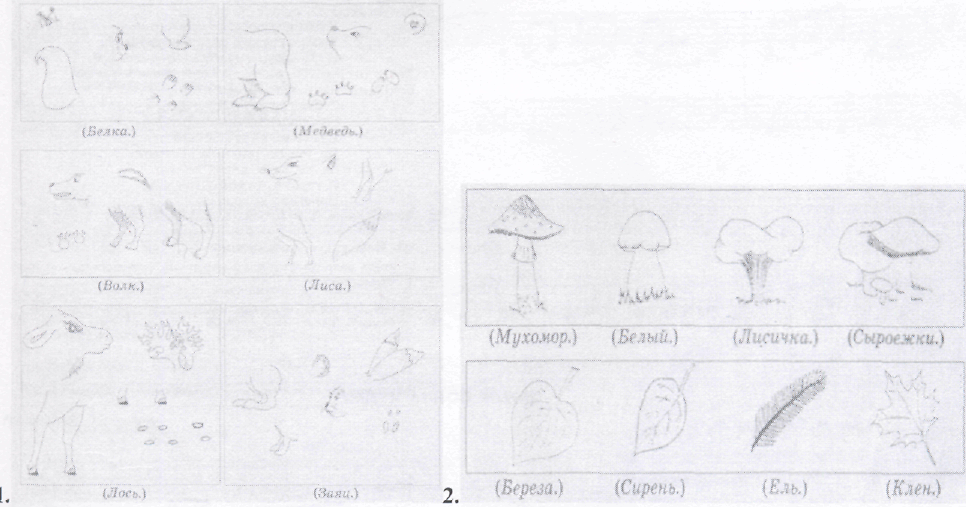 (Белка.) (Медведь.)
(Волк.) (Лиса.)
(Лось.) (Заяц.)
1.
(Мухомор.) (Белый.) (Лисичка.) (Сыроежки.)
(Береза.) (Сирень.) (Ель.) (Клен.)
2.